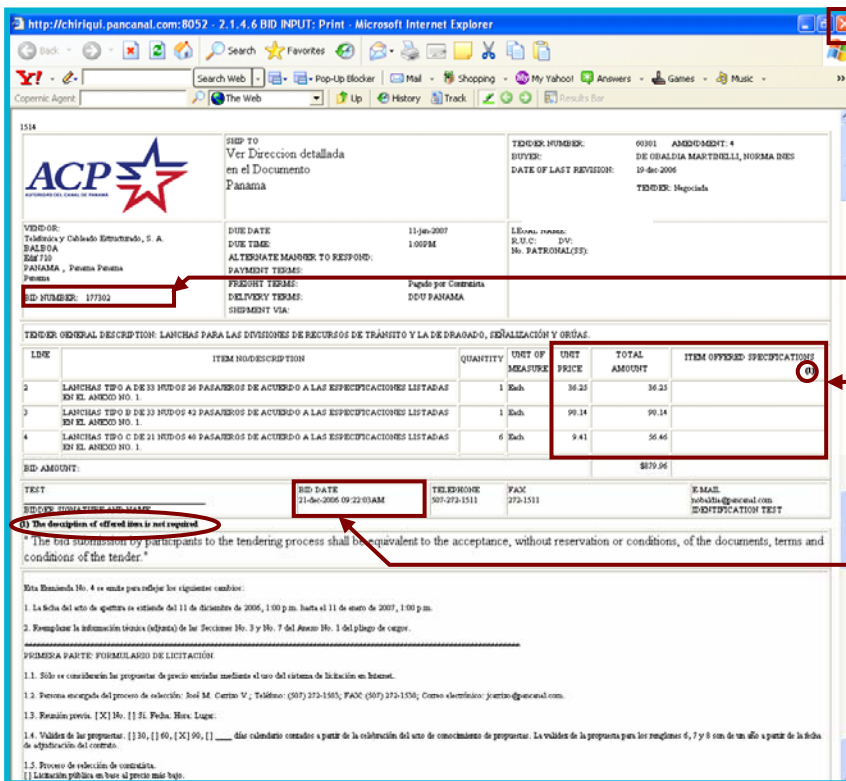 http://chiriqui.pancanal.com:8052 - 2.1.4.6 BID INPUT: Print - Microsoft Internet Explorer
Back Search Favorites
Y! Search Web Pop-Up Blocker Mail Shopping My Yahoo! Answers Games Music »
Copernic Agent The Web Up History Track Results Bar
1514
ACP
AUTORIDAD DEL CANAL DE PANAMÁ
SHIP TO
Ver Direccion detallada
en el Documento
Panama
TENDER NUMBER: 60301 AMENDMENT: 4
BUYER: DE OBALDIA MARTINELLI, NORMA INES
DATE OF LAST REVISION: 19-dec-2006
TENDER: Negociada
VENDOR:
Telefonica y Cableado Estructurado, S. A.
BALBOA
Edif 710
PANAMA , Panama Panama
Panama
BID NUMBER: 177302
DUE DATE 11-jan-2007
DUE TIME: 1:00PM
ALTERNATE MANNER TO RESPOND:
PAYMENT TERMS:
FREIGHT TERMS: Pagado por Contratista
DELIVERY TERMS: DDU PANAMA
SHIPMENT VIA:
LEGAL NAME:
R.U.C: DV:
No. PATRONAL(SS):
TENDER GENERAL DESCRIPTION: LANCHAS PARA LAS DIVISIONES DE RECURSOS DE TRÁNSITO Y LA DE DRAGADO, SEÑALIZACIÓN Y GRÚAS.
LINE ITEM NO/DESCRIPTION QUANTITY UNIT OF MEASURE UNIT PRICE TOTAL AMOUNT ITEM OFFERED SPECIFICATIONS (1)
2 LANCHAS TIPO A DE 33 NUDOS 26 PASAJEROS DE ACUERDO A LAS ESPECIFICACIONES LISTADAS 1 Each 36.25 36.25
EN EL ANEXO NO. 1.
3 LANCHAS TIPO B DE 33 NUDOS 42 PASAJEROS DE ACUERDO A LAS ESPECIFICACIONES LISTADAS 1 Each 90.14 90.14
EN EL ANEXO NO. 1.
4 LANCHAS TIPO C DE 21 NUDOS 40 PASAJEROS DE ACUERDO A LAS ESPECIFICACIONES LISTADAS 6 Each 9.41 56.46
EN EL ANEXO NO. 1.
BID AMOUNT: $879.96
TEST
BIDDER SIGNATURE AND NAME
BID DATE
21-dec-2006 09:22:03AM
TELEPHONE
507-272-1511
FAX
272-1511
E-MAIL
nobaldia@pancanal.com
IDENTIFICATION TEST
(1) The description of offered item is not required
" The bid submission by participants to the tendering process shall be equivalent to the acceptance, without reservation or conditions, of the documents, terms and
conditions of the tender."
Esta Enmienda No. 4 se emite para reflejar los siguientes cambios:
1. La fecha del acto de apertura se extiende del 11 de diciembre de 2006, 1:00 p.m. hasta el 11 de enero de 2007, 1:00 p.m.
2. Reemplazar la información técnica (adjunta) de las Secciones No. 3 y No. 7 del Anexo No. 1 del pliego de cargos.
PRIMERA PARTE: FORMULARIO DE LICITACIÓN
1.1. Sólo se considerarán las propuestas de precio enviadas mediante el uso del sistema de licitación en Internet.
1.2. Persona encargada del proceso de selección: José M. Carrizo V.; Teléfono: (507) 272-1563; FAX: (507) 272-1536; Correo electrónico: jcarrizo@pancanal.com.
1.3. Reunión previa. [ X ] No. [ ] Sí. Fecha: Hora: Lugar:
1.4. Validez de las propuestas. [ ] 30, [ ] 60, [ X ] 90, [ ] ____ días calendario contados a partir de la celebración del acto de conocimiento de propuestas. La validez de la propuesta para los renglones 6, 7 y 8 son de un año a partir de la fecha
de adjudicación del contrato.
1.5. Proceso de selección de contratista.
[ ] Licitación pública en base al precio más bajo.